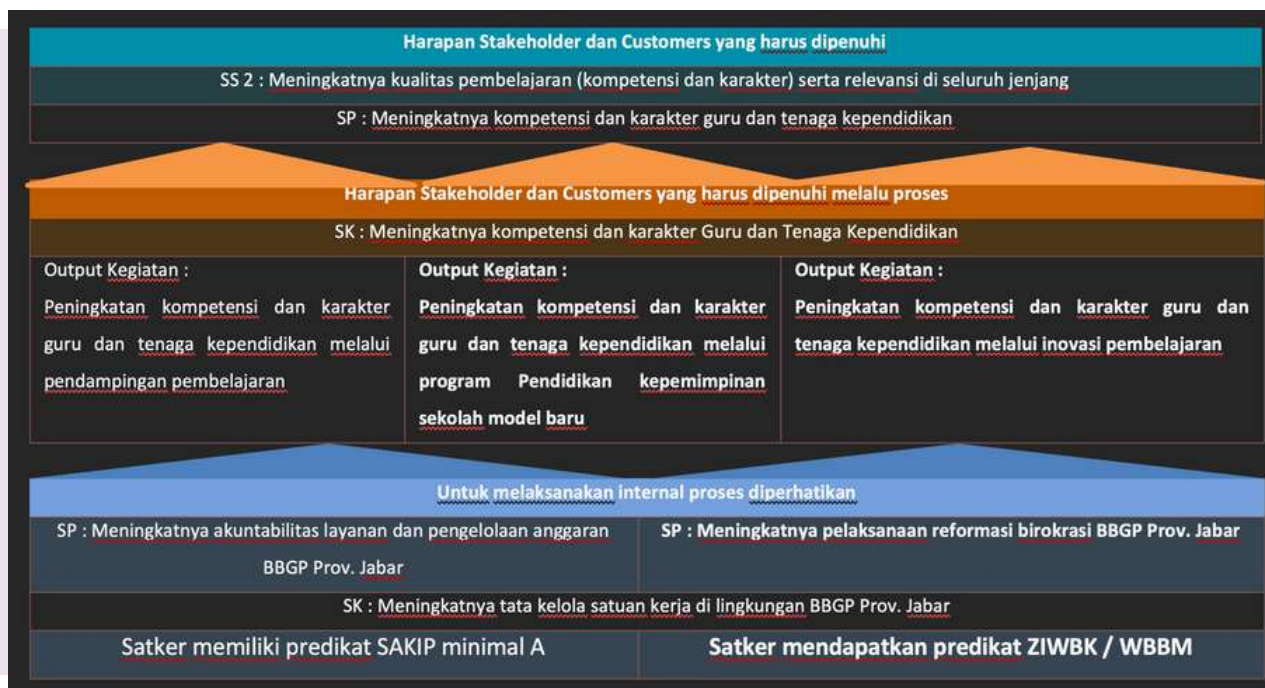 Harapan Stakeholder dan Customers yang harus dipenuhi
SS 2 : Meningkatnya kualitas pembelajaran (kompetensi dan karakter) serta relevansi di seluruh jenjang
SP : Meningkatnya kompetensi dan karakter guru dan tenaga kependidikan
Harapan Stakeholder dan Customers yang harus dipenuhi melalu proses
SK : Meningkatnya kompetensi dan karakter Guru dan Tenaga Kependidikan
Output Kegiatan :
Peningkatan kompetensi dan karakter
guru dan tenaga kependidikan melalui
pendampingan pembelajaran
Output Kegiatan :
Peningkatan kompetensi dan karakter
guru dan tenaga kependidikan melalui
program Pendidikan kepemimpinan
sekolah model baru
Output Kegiatan :
Peningkatan kompetensi dan karakter guru dan
tenaga kependidikan melalui inovasi pembelajaran
Untuk melaksanakan internal proses diperhatikan
SP : Meningkatnya akuntabilitas layanan dan pengelolaan anggaran
BBGP Prov. Jabar
SP : Meningkatnya pelaksanaan reformasi birokrasi BBGP Prov. Jabar
SK : Meningkatnya tata kelola satuan kerja di lingkungan BBGP Prov. Jabar
Satker memiliki predikat SAKIP minimal A
Satker mendapatkan predikat ZIWBK / WBBM